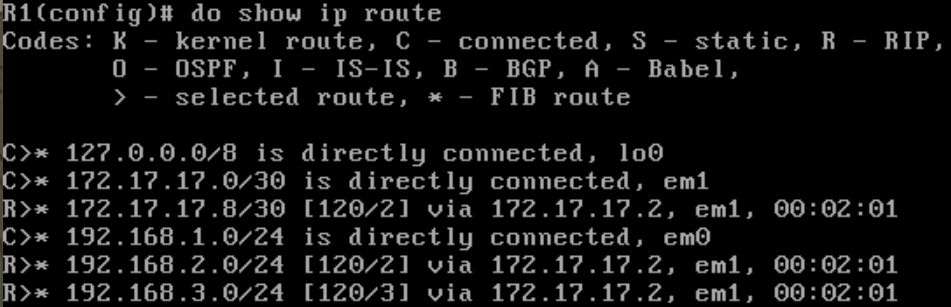 R1(config)# do show ip route
Codes: K - kernel route, C - connected, S - static, R - RIP,
       O - OSPF, I - IS-IS, B - BGP, A - Babel,
       > - selected route, * - FIB route

C>* 127.0.0.0/8 is directly connected, lo0
C>* 172.17.17.0/30 is directly connected, em1
R>* 172.17.17.8/30 [120/2] via 172.17.17.2, em1, 00:02:01
C>* 192.168.1.0/24 is directly connected, em0
R>* 192.168.2.0/24 [120/2] via 172.17.17.2, em1, 00:02:01
R>* 192.168.3.0/24 [120/3] via 172.17.17.2, em1, 00:02:01